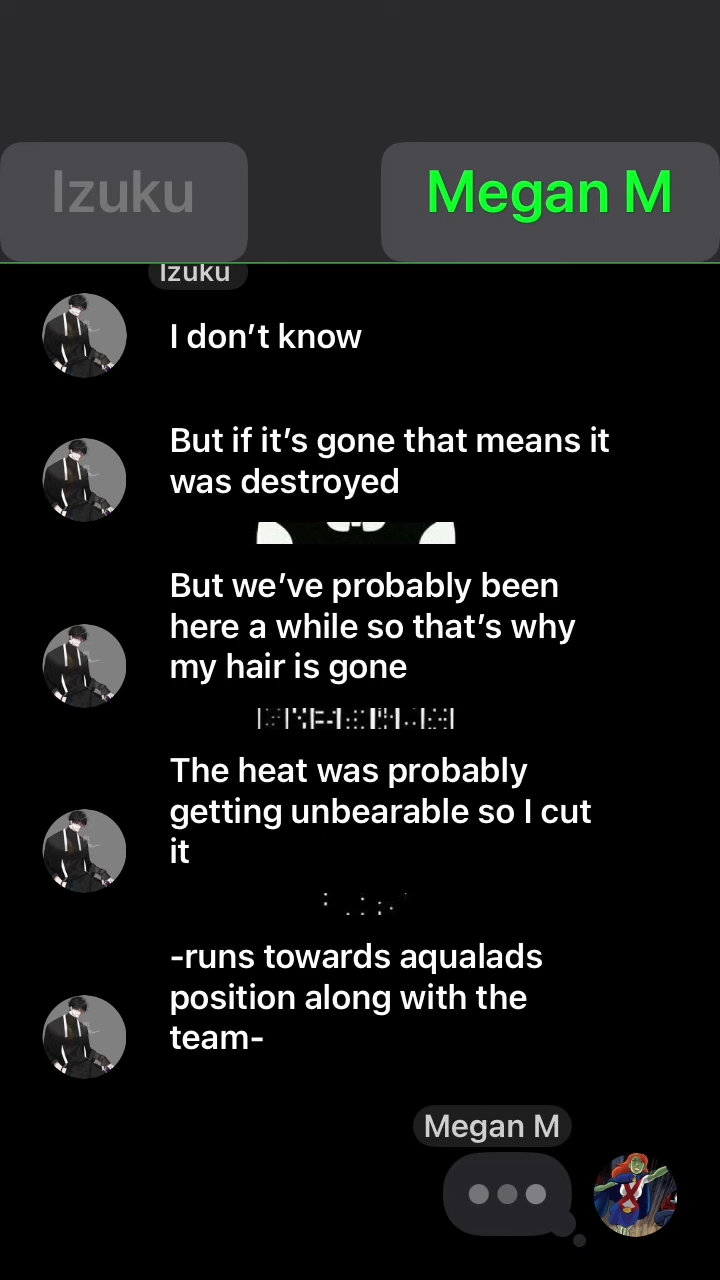 Izuku
Megan M
Izuku
I don’t know
But if it’s gone that means it
was destroyed
But we’ve probably been
here a while so that’s why
my hair is gone
The heat was probably
getting unbearable so I cut
it
-runs towards aqualads
position along with the
team-
Megan M